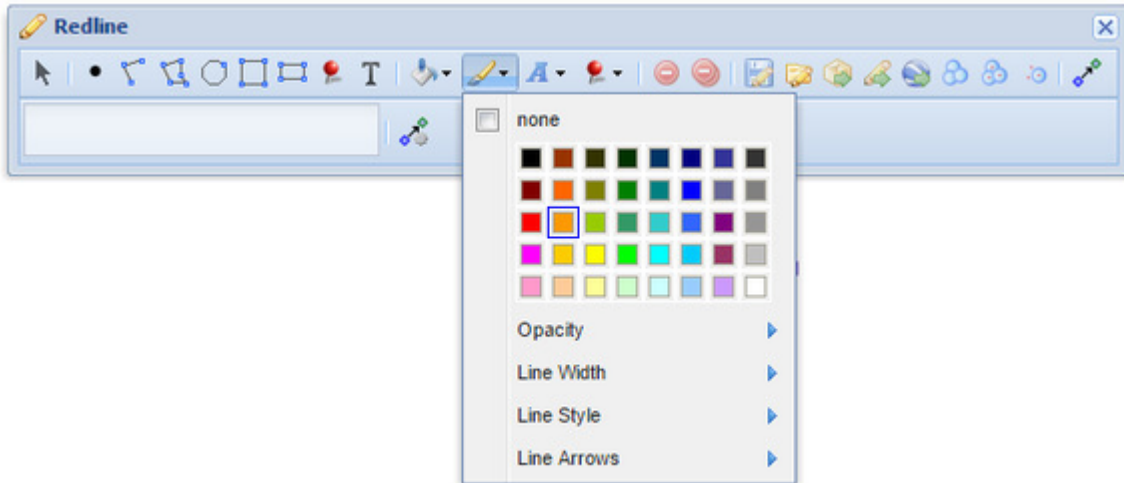 Redline
T A
none
Opacity
Line Width
Line Style
Line Arrows